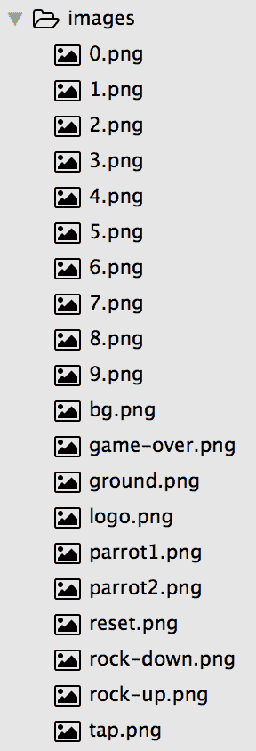 images
0.png
1.png
2.png
3.png
4.png
5.png
6.png
7.png
8.png
9.png
bg.png
game-over.png
ground.png
logo.png
parrot1.png
parrot2.png
reset.png
rock-down.png
rock-up.png
tap.png